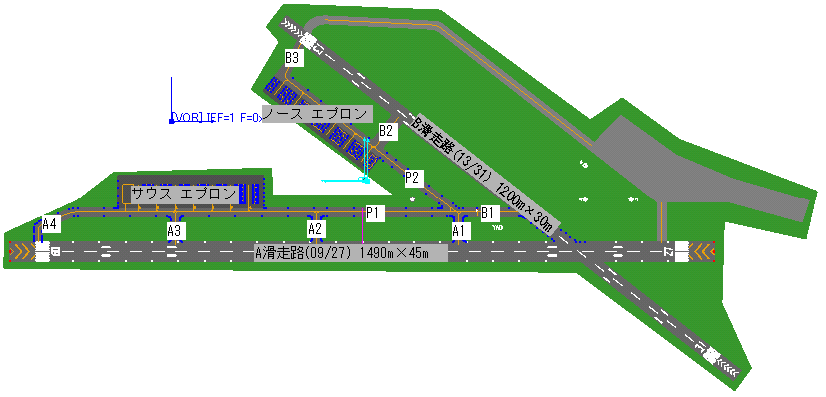 B3
[VOR] IFF=1 F=0
ノース エプロン
B2
B滑走路(13/31) 1200m×30m
P2
サウス エプロン
P1
B1
A4
A3
A2
A1
A滑走路(09/27) 1490m×45m
27